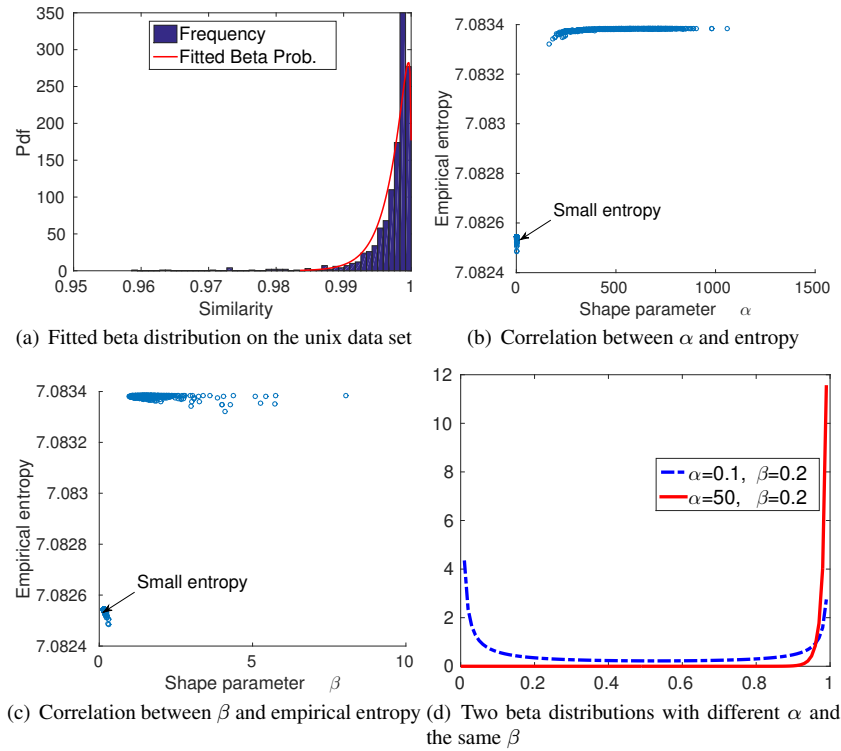 350
300
250
200
150
100
50
0
Pdf
Frequency
Fitted Beta Prob.
0.95 0.96 0.97 0.98 0.99 1
Similarity
(a) Fitted beta distribution on the unix data set
7.0834
7.0832
7.083
7.0828
7.0826
7.0824
Empirical entropy
Small entropy
0 500 1000 1500
Shape parameter α
(b) Correlation between α and entropy
7.0834
7.0832
7.083
7.0828
7.0826
7.0824
Empirical entropy
Small entropy
0 5 10
Shape parameter β
(c) Correlation between β and empirical entropy
12
10
8
6
4
2
0
α=0.1, β=0.2
α=50, β=0.2
0 0.2 0.4 0.6 0.8 1
(d) Two beta distributions with different α and
the same β